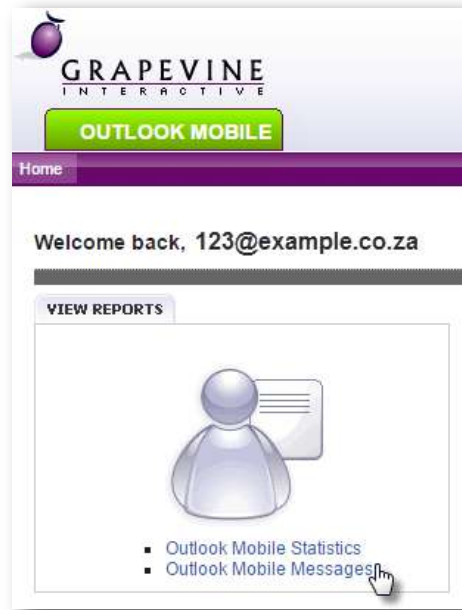 GRAPEVINE
INTERACTIVE
OUTLOOK MOBILE
Home
Welcome back, 123@example.co.za
VIEW REPORTS
Outlook Mobile Statistics
Outlook Mobile Messages